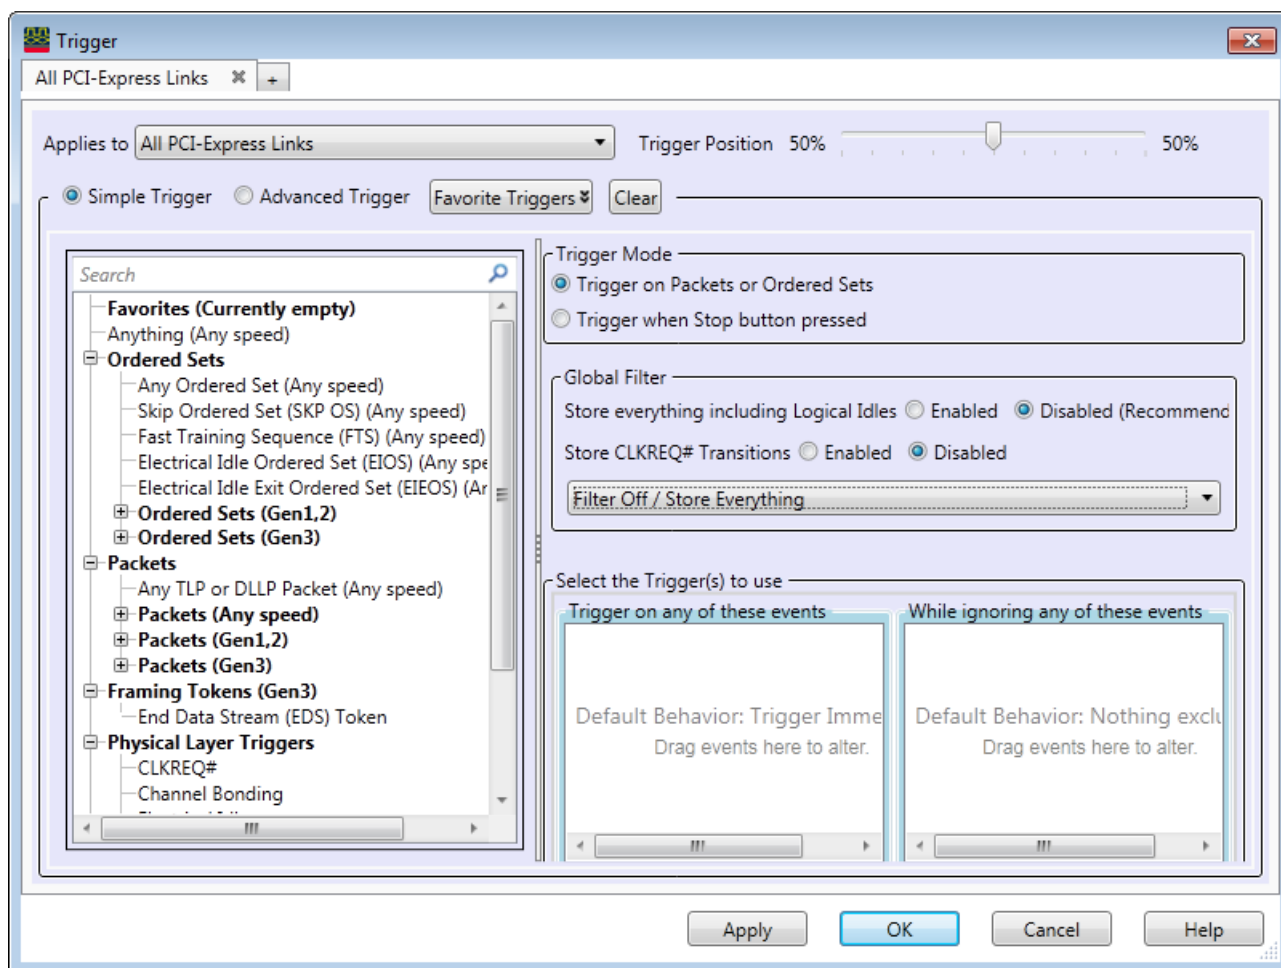 Trigger
All PCI-Express Links
+
Applies to All PCI-Express Links Trigger Position 50% 50%
Simple Trigger Advanced Trigger Favorite Triggers Clear
Search
Favorites (Currently empty)
Anything (Any speed)
Ordered Sets
Any Ordered Set (Any speed)
Skip Ordered Set (SKP OS) (Any speed)
Fast Training Sequence (FTS) (Any speed)
Electrical Idle Ordered Set (EIOS) (Any spe
Electrical Idle Exit Ordered Set (EIEOS) (Ar
Ordered Sets (Gen1,2)
Ordered Sets (Gen3)
Packets
Any TLP or DLLP Packet (Any speed)
Packets (Any speed)
Packets (Gen1,2)
Packets (Gen3)
Framing Tokens (Gen3)
End Data Stream (EDS) Token
Physical Layer Triggers
CLKREQ#
Channel Bonding
Trigger Mode
Trigger on Packets or Ordered Sets
Trigger when Stop button pressed
Global Filter
Store everything including Logical Idles Enabled Disabled (Recommend
Store CLKREQ# Transitions Enabled Disabled
Filter Off / Store Everything
Select the Trigger(s) to use
Trigger on any of these events
Default Behavior: Trigger Imme
Drag events here to alter.
While ignoring any of these events
Default Behavior: Nothing exclu
Drag events here to alter.
Apply OK Cancel Help